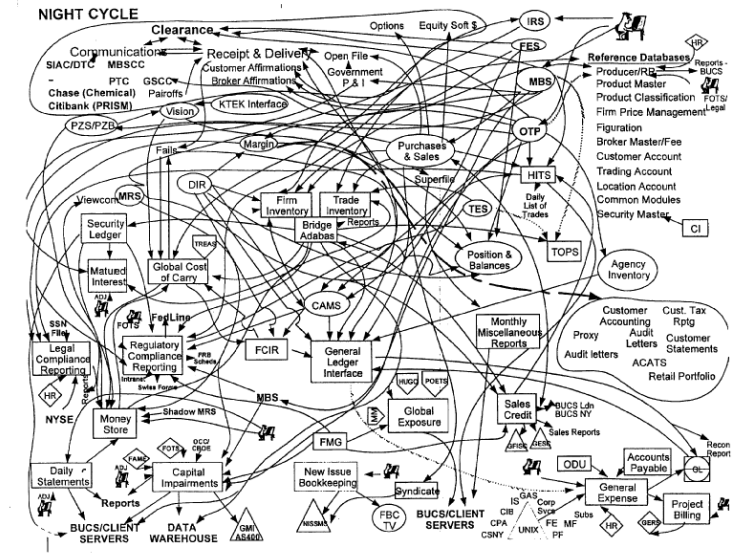 NIGHT CYCLE
Clearance
Communications
SIAC/DTC MBSCC
Receipt & Delivery
Customer Affirmations
Broker Affirmations
PTC GSCC
Chase (Chemical) Pairoffs
Citibank (PRISM)
Vision
KTEK Interface
PZS/PZB
Options
Equity Soft $
Open File
Government
P & I
IRS
FES
MBS
OTP
HR
Reference Databases
Reports -
BUCS
FOTS/
Legal
Producer/RR
Product Master
Product Classification
Firm Price Management
Figuration
Broker Master/Fee
Customer Account
Trading Account
Location Account
Common Modules
Security Master
CI
Fails
Margin
Purchases
& Sales
Superfile
HITS
Daily
List of
Trades
DIR
Viewcom
MRS
Security
Ledger
Firm
Inventory
Trade
Inventory
Bridge
Adabas
Reports
TES
TREAS
Matued
Interest
Global Cost
of Carry
Position &
Balances
TOPS
Agency
Inventory
ADJ
FOTS
FedLine
CAMS
SSN
File
Legal
Compliance
Reporting
Regulatory
Compliance
Reporting
FRB
Scheds
Intranet
Swiss Forms
FCIR
General
Ledger
Interface
Monthly
Miscellaneous
Reports
Customer
Accounting
Cust. Tax
Rptg
Proxy
Audit
Letters
Customer
Statements
Audit letters
ACATS
Retail Portfolio
HR
Reports
NYSE
Money
Store
Shadow MRS
MBS
HUGO
POETS
MM
Global
Exposure
Sales
Credit
BUCS Ldn
BUCS NY
Sales Reports
GFISC
GESC
FMG
Recon
Report
Daily
Statements
ADJ
ADJ
FAME
FOTS
OCC/
CBOE
Capital
Impairments
Reports
New Issue
Bookkeeping
Syndicate
NISSMS
FBC
TV
ODU
Accounts
Payable
GL
General
Expense
Project
Billing
GERS
HR
Subs
BUCS/CLIENT
SERVERS
DATA
WAREHOUSE
GMI
AS400
BUCS/CLIENT
SERVERS
IS
GAS
Corp
Svcs
CIB
CPA
CSNY
UNIX
FE
MF
PF